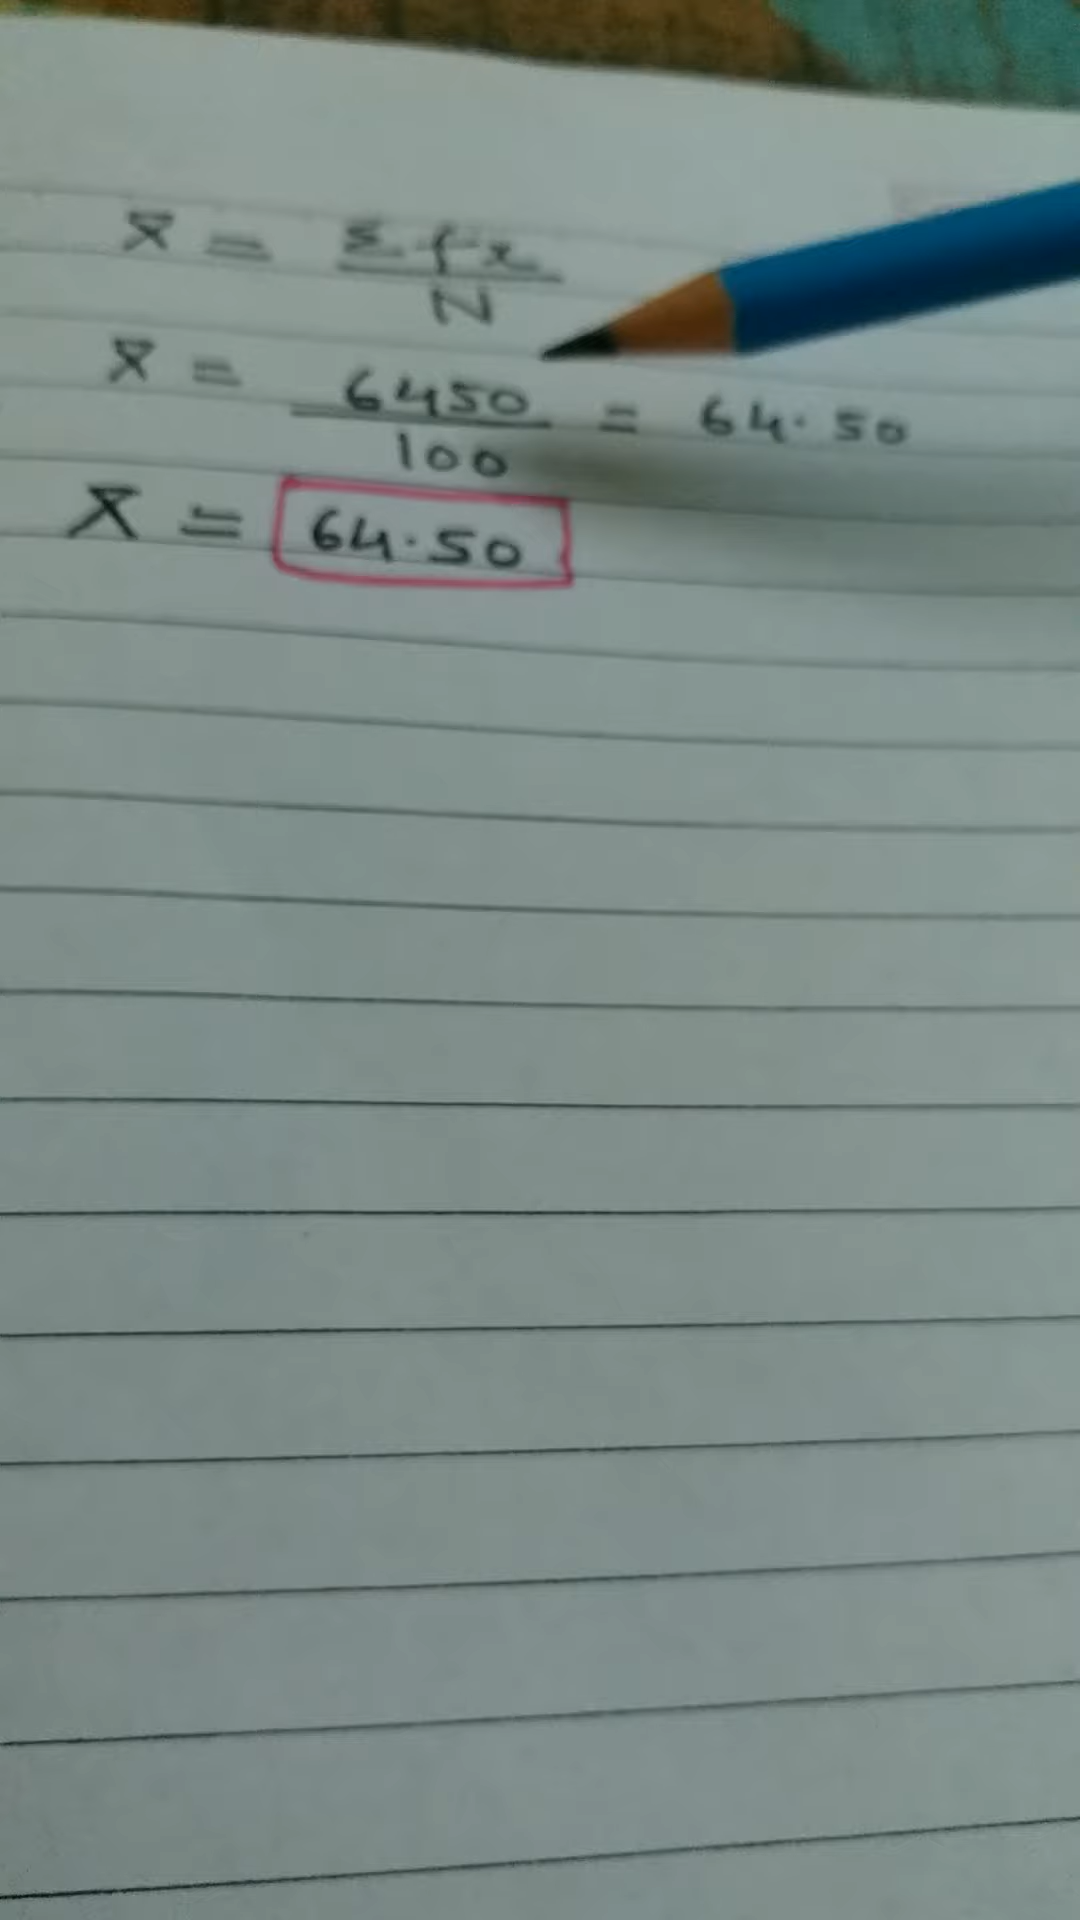 x̄ = Σfx / N
x̄ = 6450 / 100 = 64.50
x̄ = 64.50